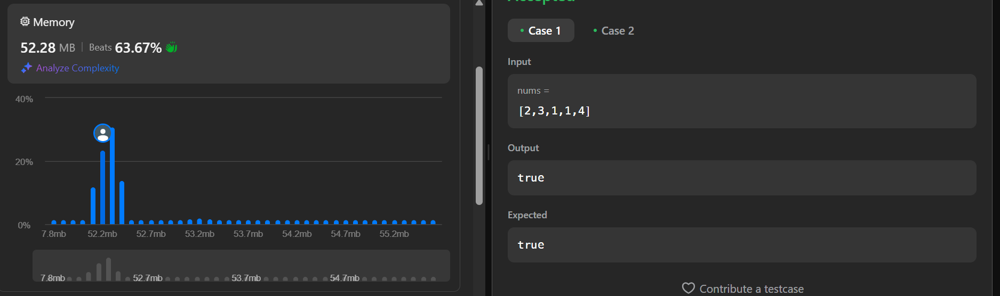 Memory
52.28 MB | Beats 63.67%
Analyze Complexity
40%
20%
0%
7.8mb 52.2mb 52.7mb 53.2mb 53.7mb 54.2mb 54.7mb 55.2mb
7.8mb 52.7mb 53.7mb 54.7mb
Accepted
Case 1 Case 2
Input
nums =
[2,3,1,1,4]
Output
true
Expected
true
Contribute a testcase